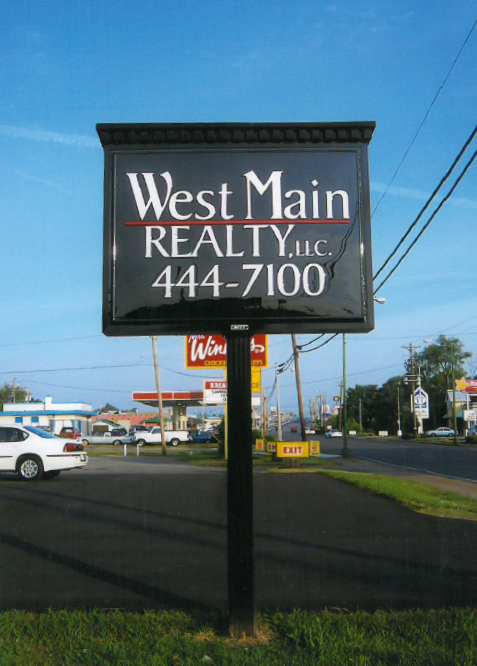 West Main
REALTY, LLC.
444-7100
EXIT